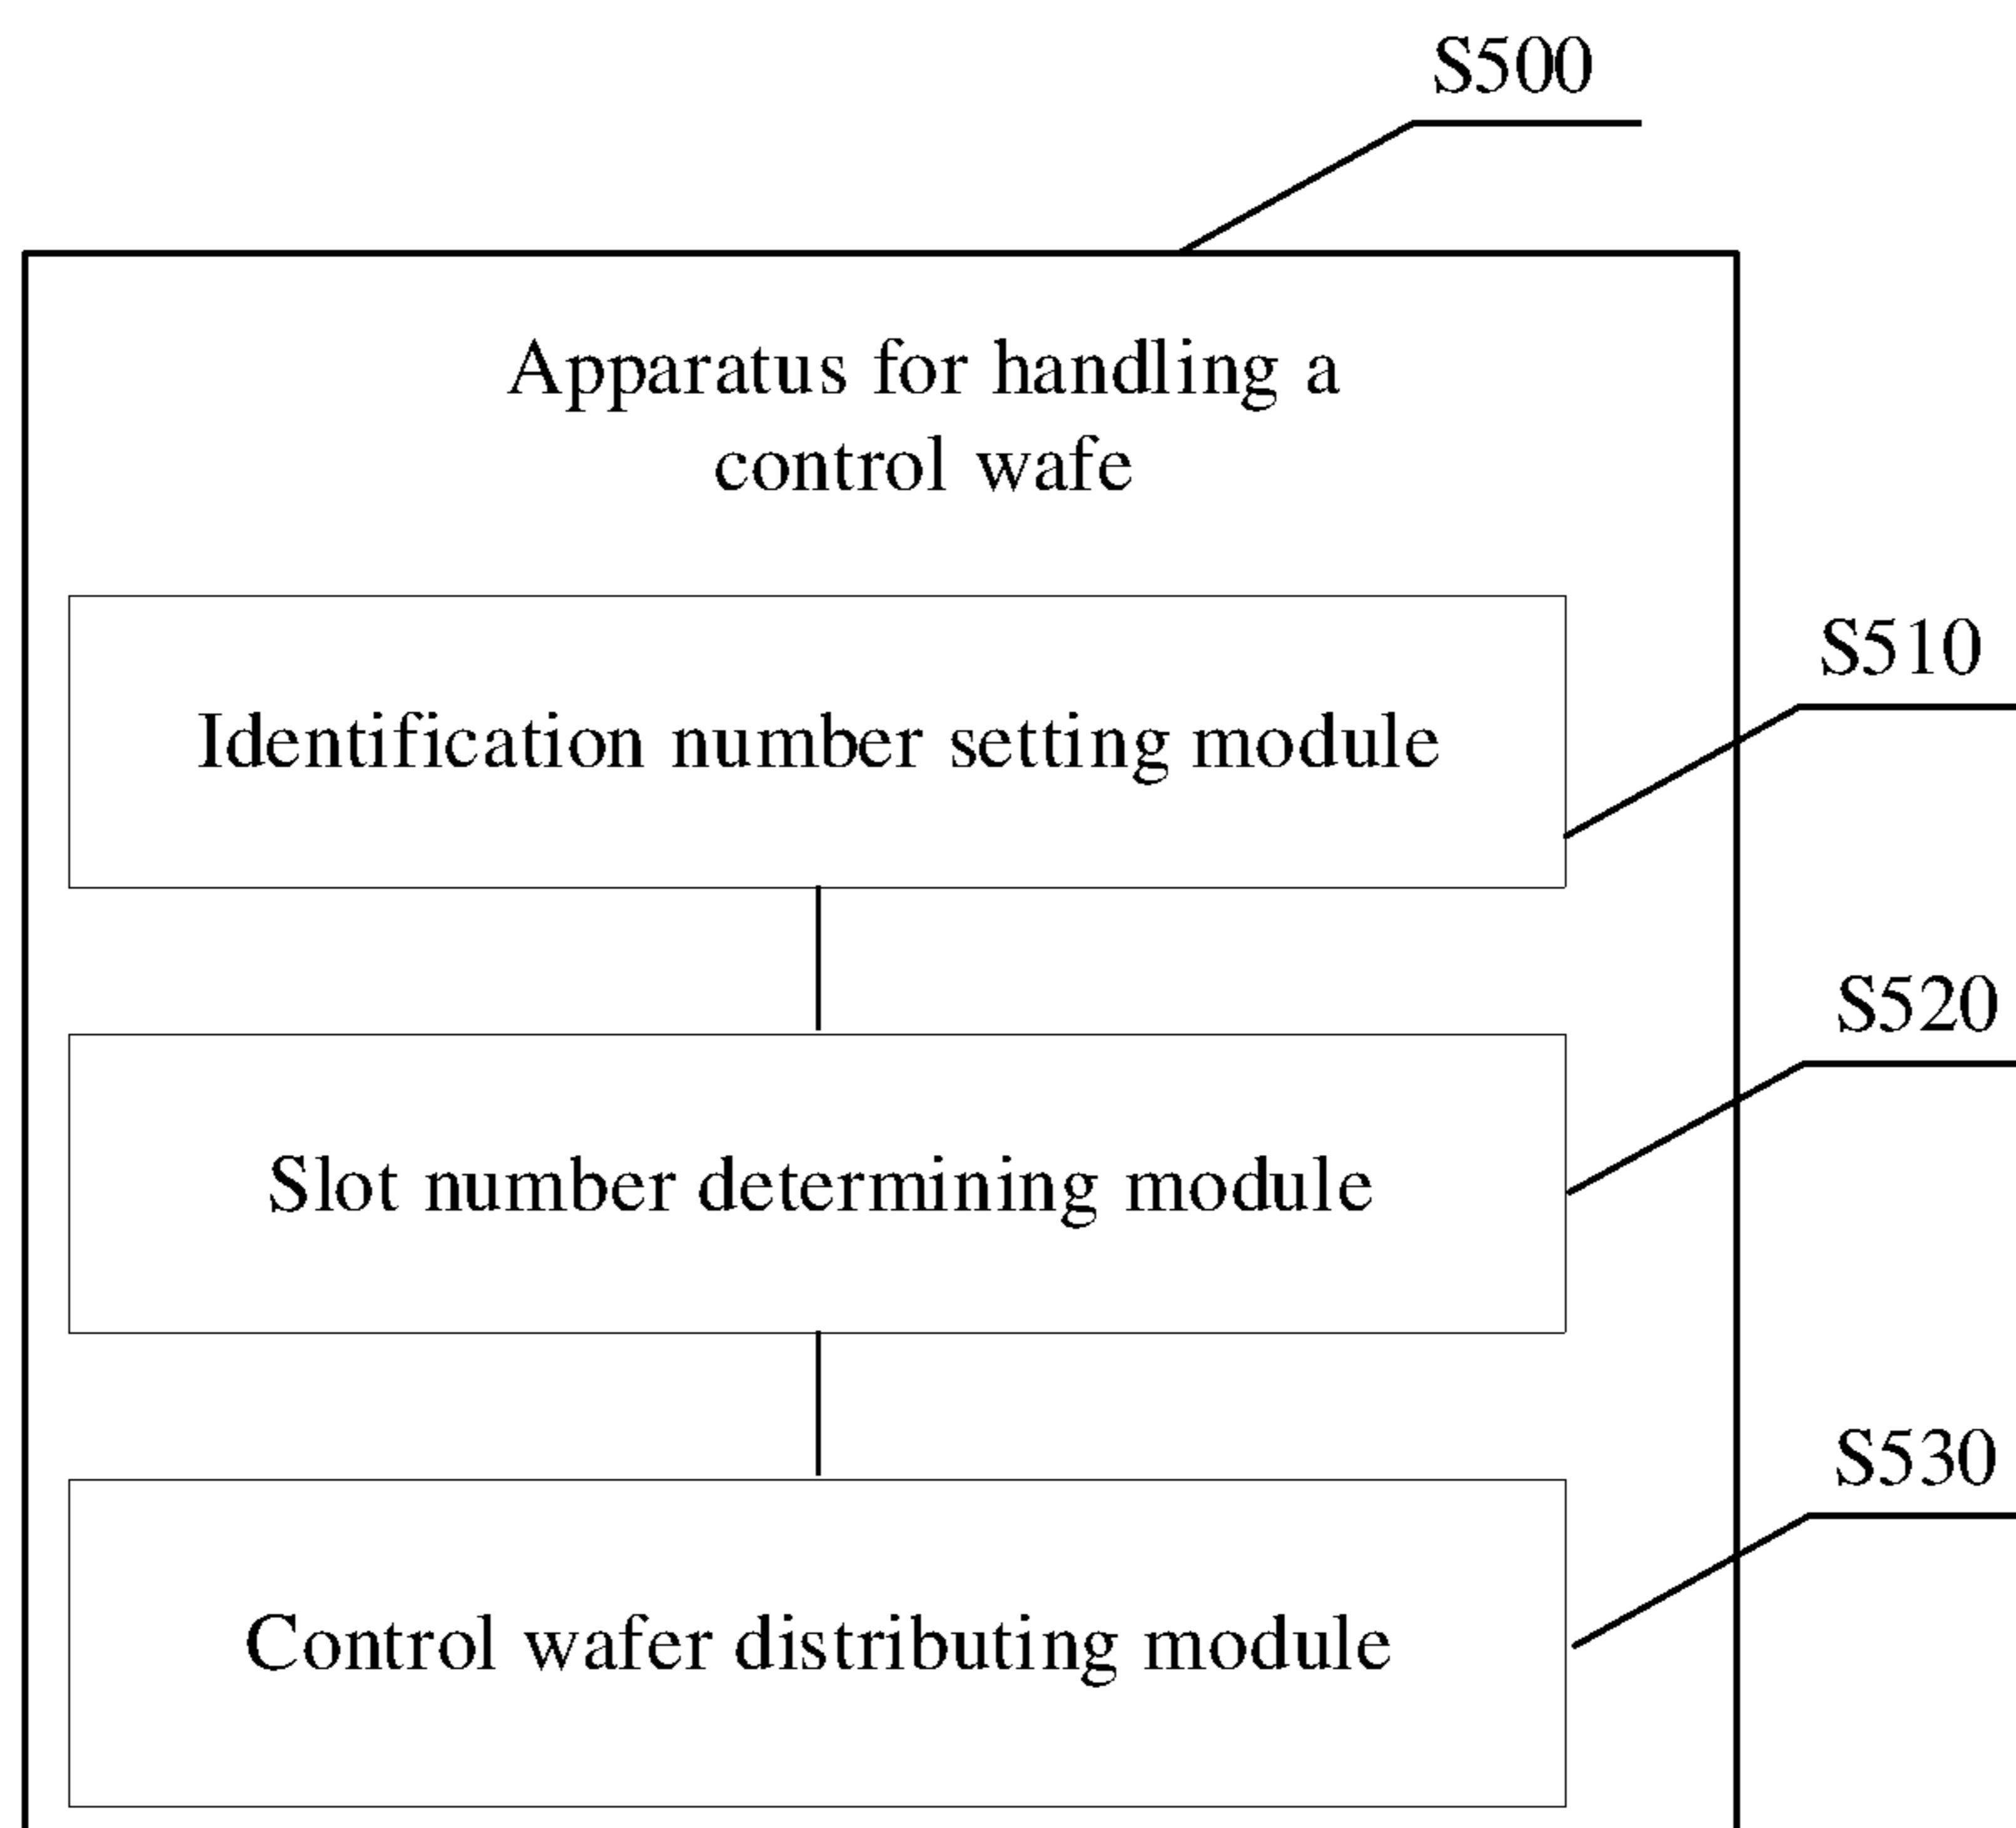 S500
Apparatus for handling a
control wafe
S510
Identification number setting module
S520
Slot number determining module
S530
Control wafer distributing module